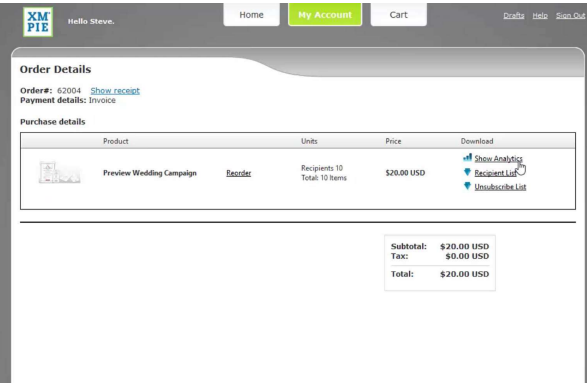 XM
PIE
Hello Steve.
Home
My Account
Cart
Drafts Help Sign Out
Order Details
Order#: 62004 Show receipt
Payment details: Invoice
Purchase details
Product Units Price Download
Preview Wedding Campaign Reorder
Recipients 10
Total: 10 Items
$20.00 USD
Show Analytics
Recipient List
Unsubscribe List
Subtotal: $20.00 USD
Tax: $0.00 USD
Total: $20.00 USD